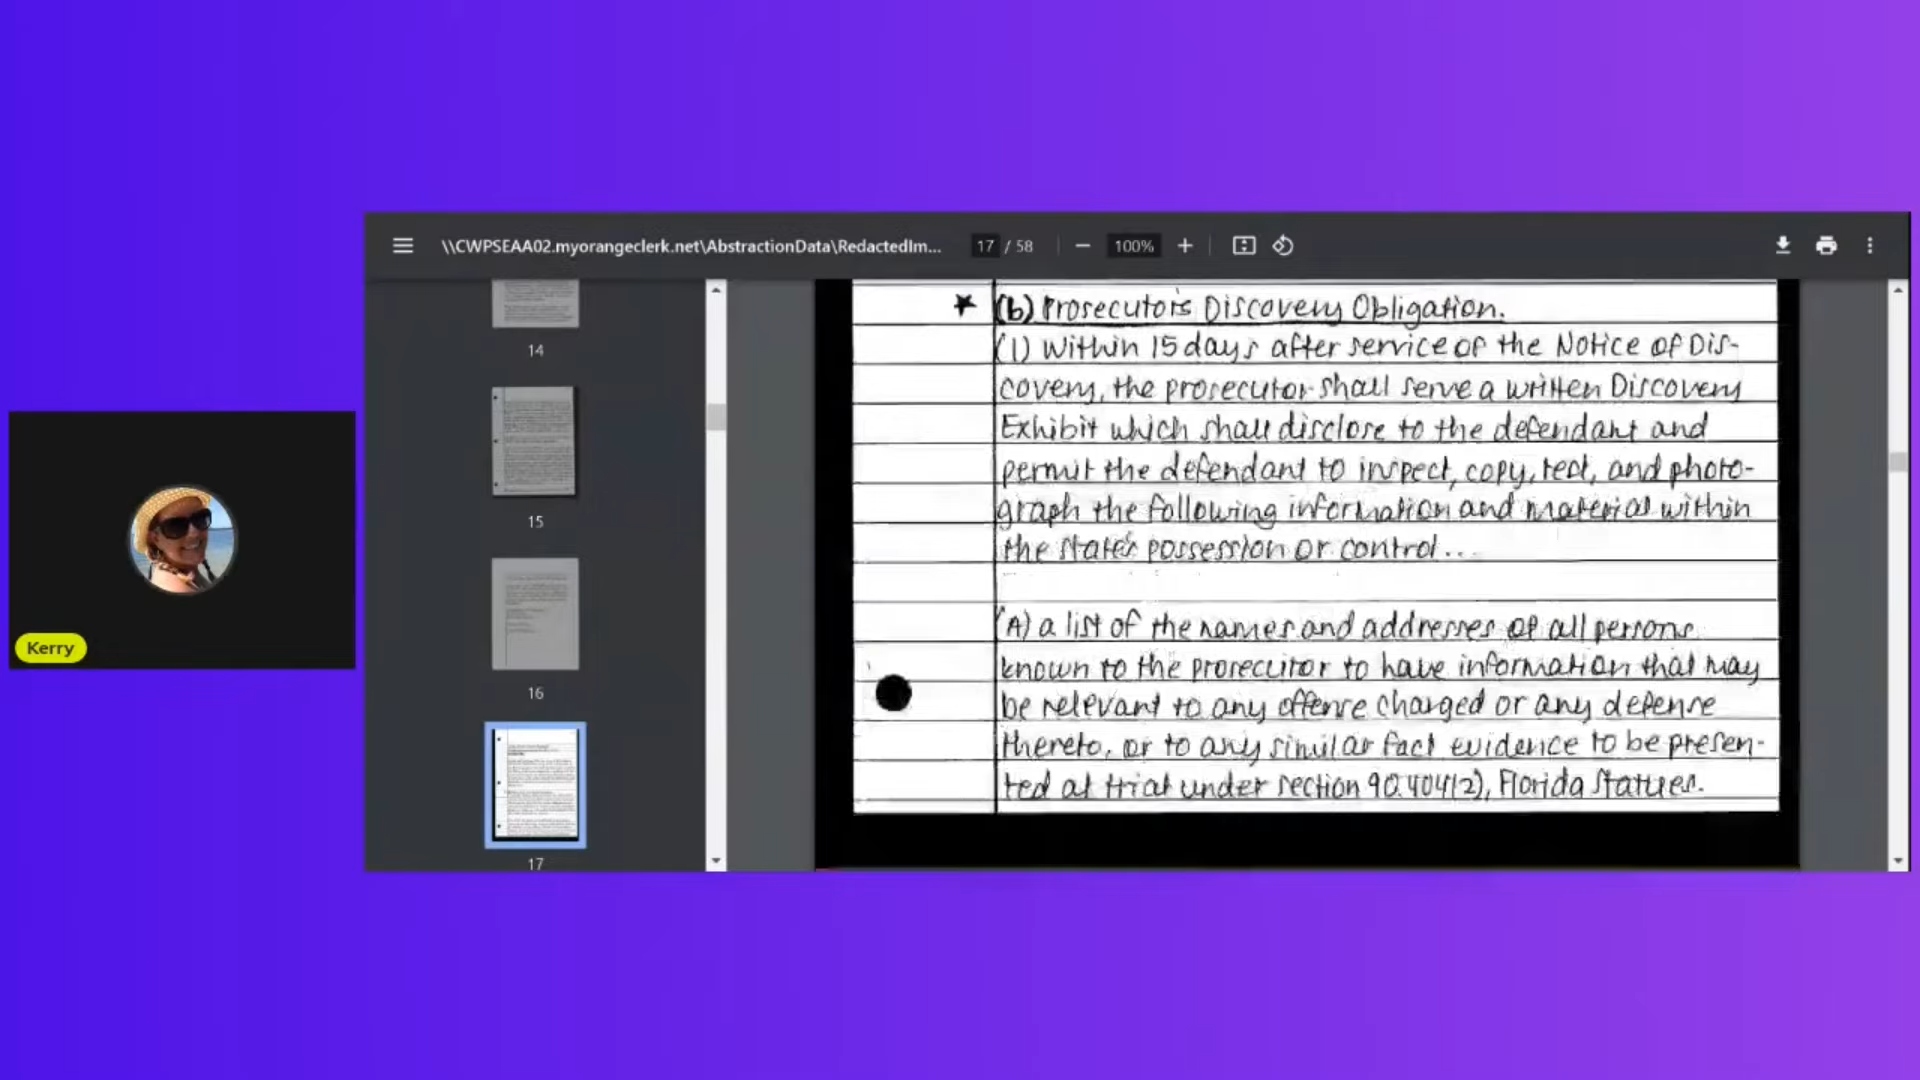 \\CWPSEAA02.myorangeclerk.net\AbstractionData\RedactedIm... 17 / 58 100%
14
15
16
17
Kerry
★ (b) Prosecutor's Discovery Obligation.
(1) Within 15 days after service of the Notice of Dis-
covery, the prosecutor shall serve a written Discovery
Exhibit which shall disclose to the defendant and
permit the defendant to inspect, copy, test, and photo-
graph the following information and material within
the state's possession or control...
(A) a list of the names and addresses of all persons
known to the prosecutor to have information that may
be relevant to any offense charged or any defense
thereto, or to any similar fact evidence to be presen-
ted at trial under section 90.404(2), Florida Statues.